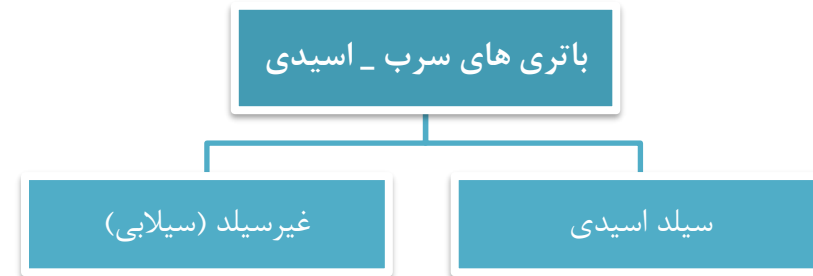 باتری های سرب _ اسیدی
سیلد اسیدی
غیرسیلد (سیلابی)